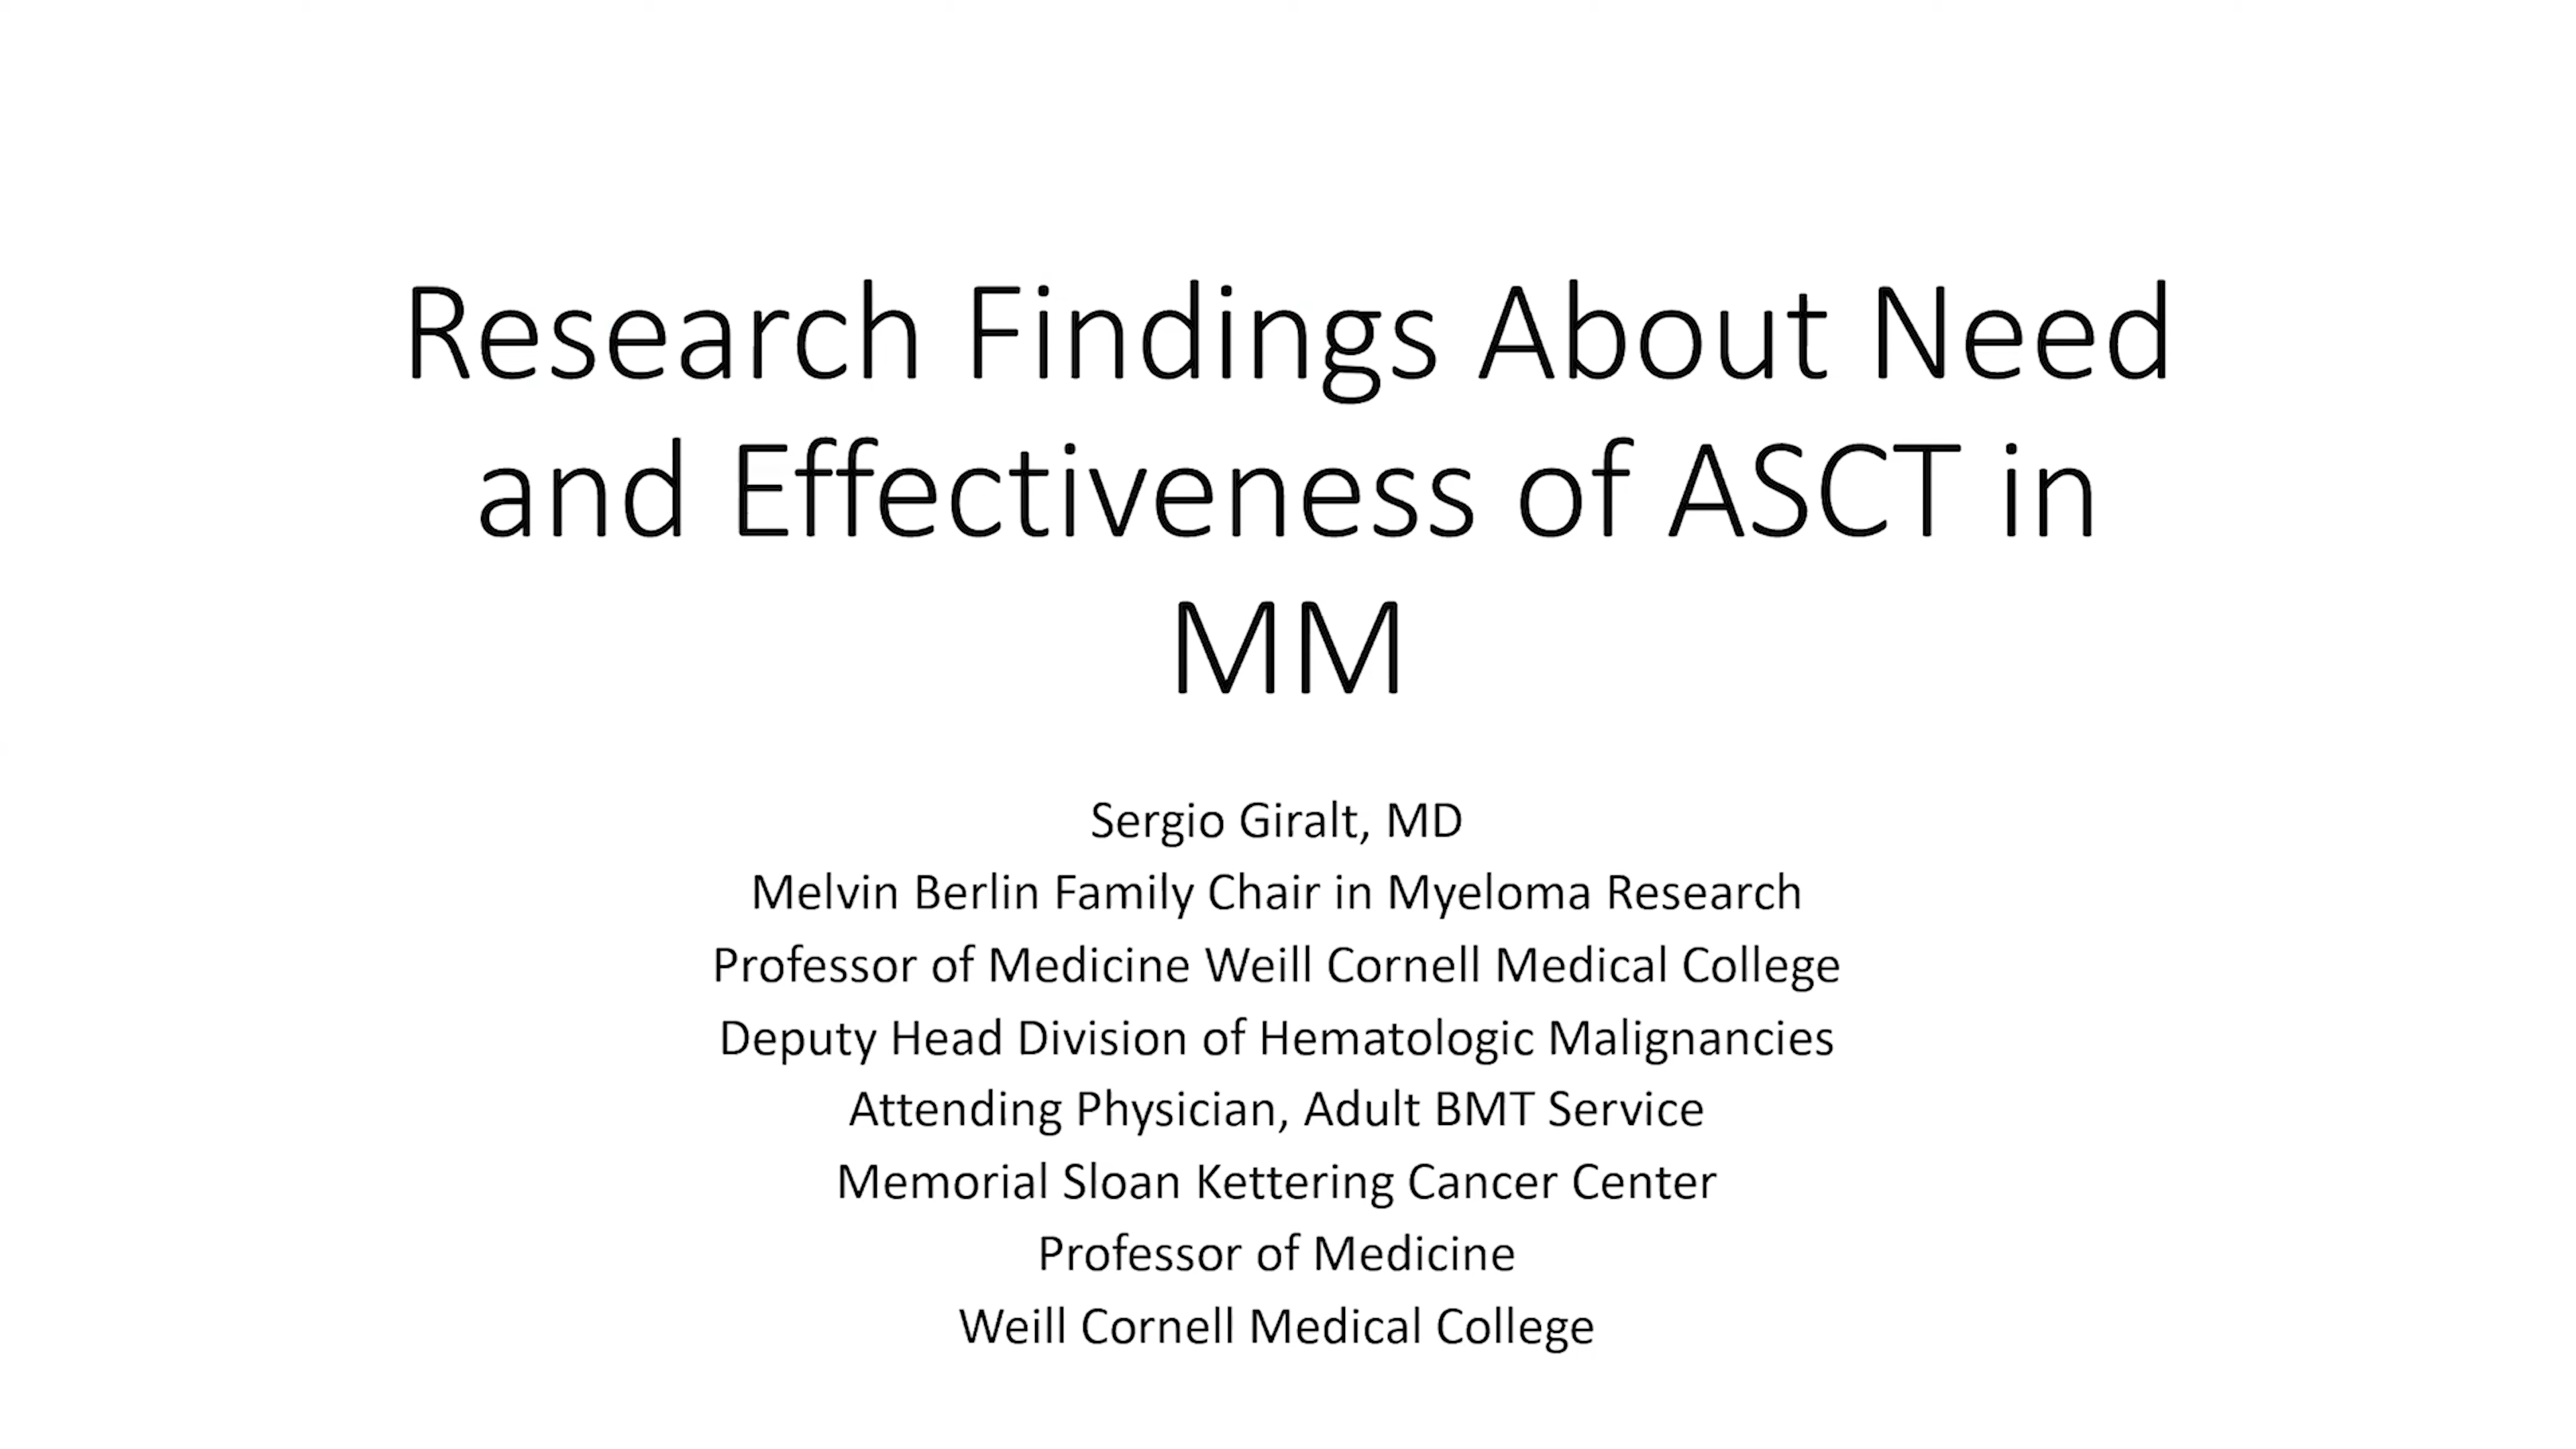 Research Findings About Need
and Effectiveness of ASCT in
MM
Sergio Giralt, MD
Melvin Berlin Family Chair in Myeloma Research
Professor of Medicine Weill Cornell Medical College
Deputy Head Division of Hematologic Malignancies
Attending Physician, Adult BMT Service
Memorial Sloan Kettering Cancer Center
Professor of Medicine
Weill Cornell Medical College